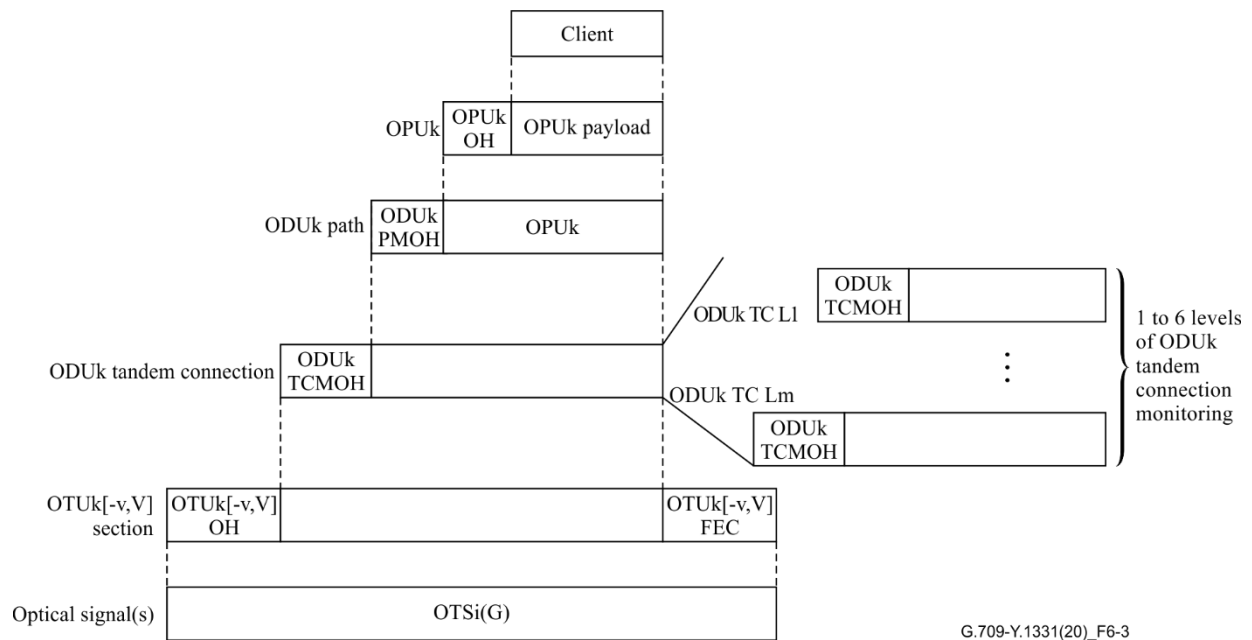 Client
OPUk
OPUk
OH
OPUk payload
ODUk path
ODUk
PMOH
OPUk
ODUk TC L1
ODUk
TCMOH
1 to 6 levels
of ODUk
tandem
connection
monitoring
ODUk tandem connection
ODUk
TCMOH
ODUk TC Lm
ODUk
TCMOH
OTUk[-v,V]
section
OTUk[-v,V]
OH
OTUk[-v,V]
FEC
Optical signal(s)
OTSi(G)
G.709-Y.1331(20)_F6-3